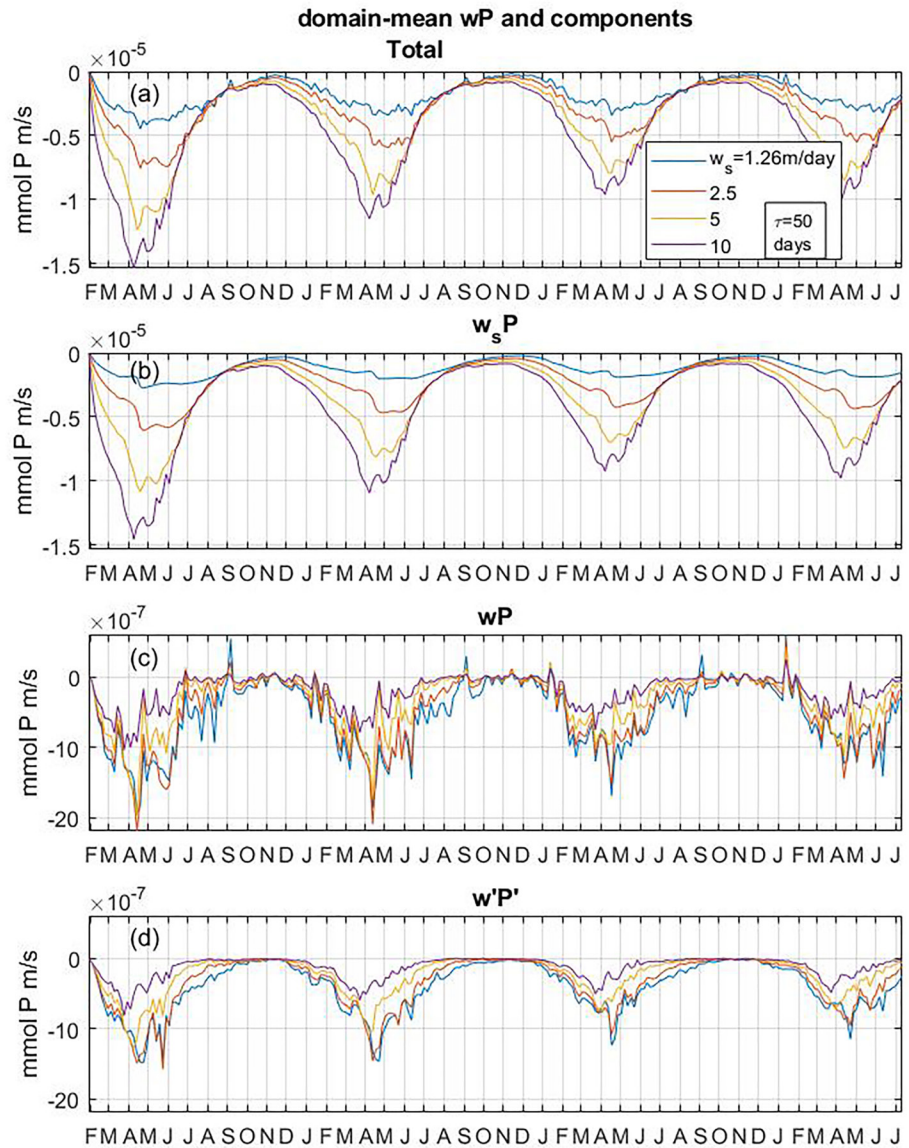 domain-mean wP and components
Total
×10⁻⁵
(a)
0
-0.5
-1
-1.5
mmol P m/s
wₛ=1.26m/day
2.5
5
10
τ=50
days
F M A M J J A S O N D J F M A M J J A S O N D J F M A M J J A S O N D J F M A M J J
wₛP
×10⁻⁵
(b)
0
-0.5
-1
-1.5
mmol P m/s
F M A M J J A S O N D J F M A M J J A S O N D J F M A M J J A S O N D J F M A M J J
wP
×10⁻⁷
(c)
0
-10
-20
mmol P m/s
F M A M J J A S O N D J F M A M J J A S O N D J F M A M J J A S O N D J F M A M J J
w'P'
×10⁻⁷
(d)
0
-10
-20
mmol P m/s
F M A M J J A S O N D J F M A M J J A S O N D J F M A M J J A S O N D J F M A M J J